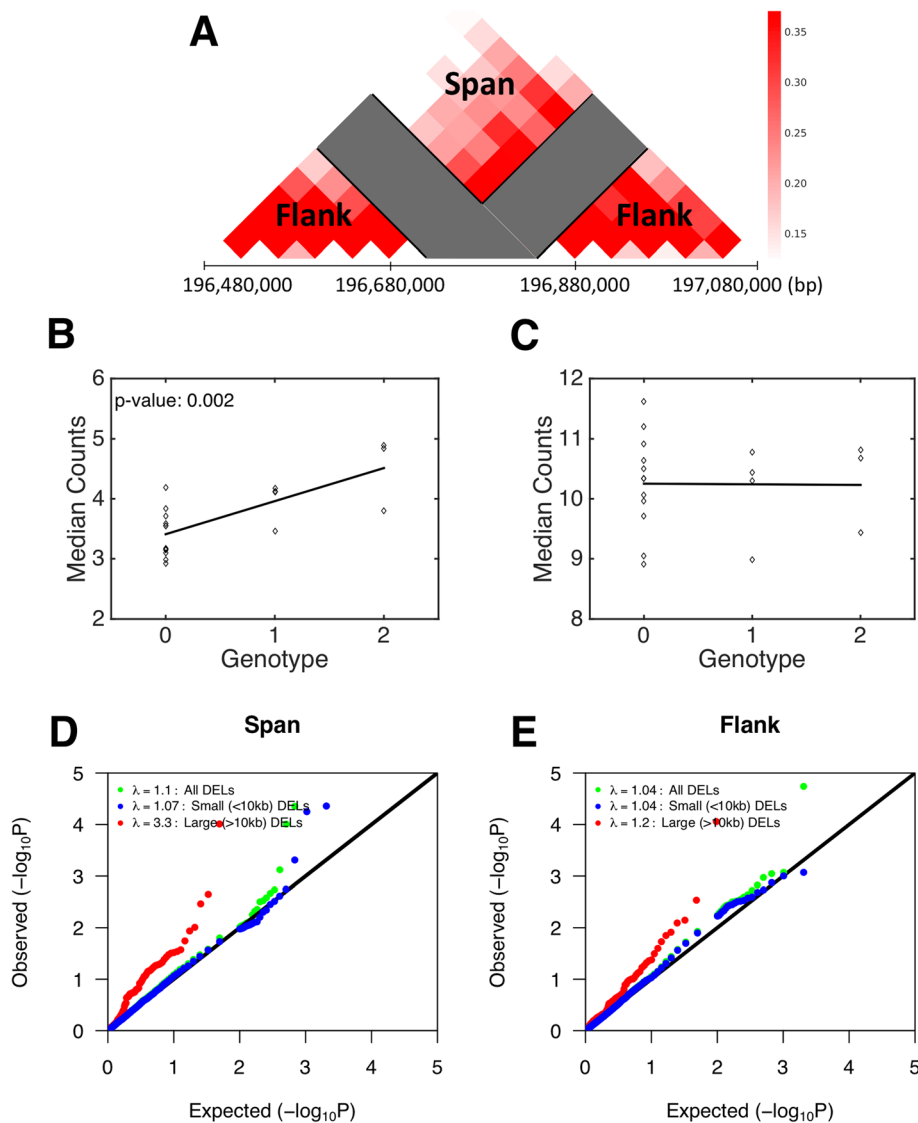 A
Span
Flank
Flank
0.35
0.30
0.25
0.20
0.15
196,480,000 196,680,000 196,880,000 197,080,000 (bp)
B
p-value: 0.002
Median Counts
6
5
4
3
2
0 1 2
Genotype
C
Median Counts
12
11
10
9
8
0 1 2
Genotype
D
Span
λ = 1.1 : All DELs
λ = 1.07 : Small (<10kb) DELs
λ = 3.3 : Large (>10kb) DELs
Observed (−log10P)
5
4
3
2
1
0
0 1 2 3 4 5
Expected (−log10P)
E
Flank
λ = 1.04 : All DELs
λ = 1.04 : Small (<10kb) DELs
λ = 1.2 : Large (>10kb) DELs
Observed (−log10P)
5
4
3
2
1
0
0 1 2 3 4 5
Expected (−log10P)